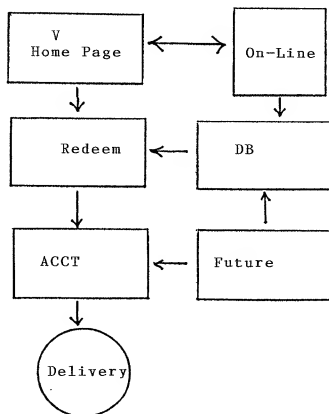 V
Home Page
On-Line
Redeem
DB
ACCT
Future
Delivery